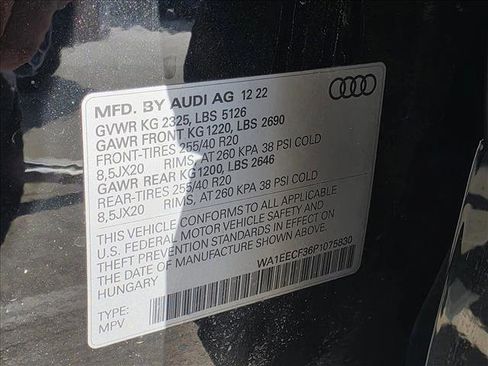 MFD. BY AUDI AG 12 22
GVWR KG 2325, LBS 5126
GAWR FRONT KG 1220, LBS 2690
FRONT-TIRES 255/40 R20
8,5JX20 RIMS, AT 260 KPA 38 PSI COLD
GAWR REAR KG 1200, LBS 2646
REAR-TIRES 255/40 R20
8,5JX20 RIMS, AT 260 KPA 38 PSI COLD
THIS VEHICLE CONFORMS TO ALL APPLICABLE
U.S. FEDERAL MOTOR VEHICLE SAFETY AND
THEFT PREVENTION STANDARDS IN EFFECT ON
THE DATE OF MANUFACTURE SHOWN ABOVE
HUNGARY
WA1EECF36P1075830
TYPE:
MPV